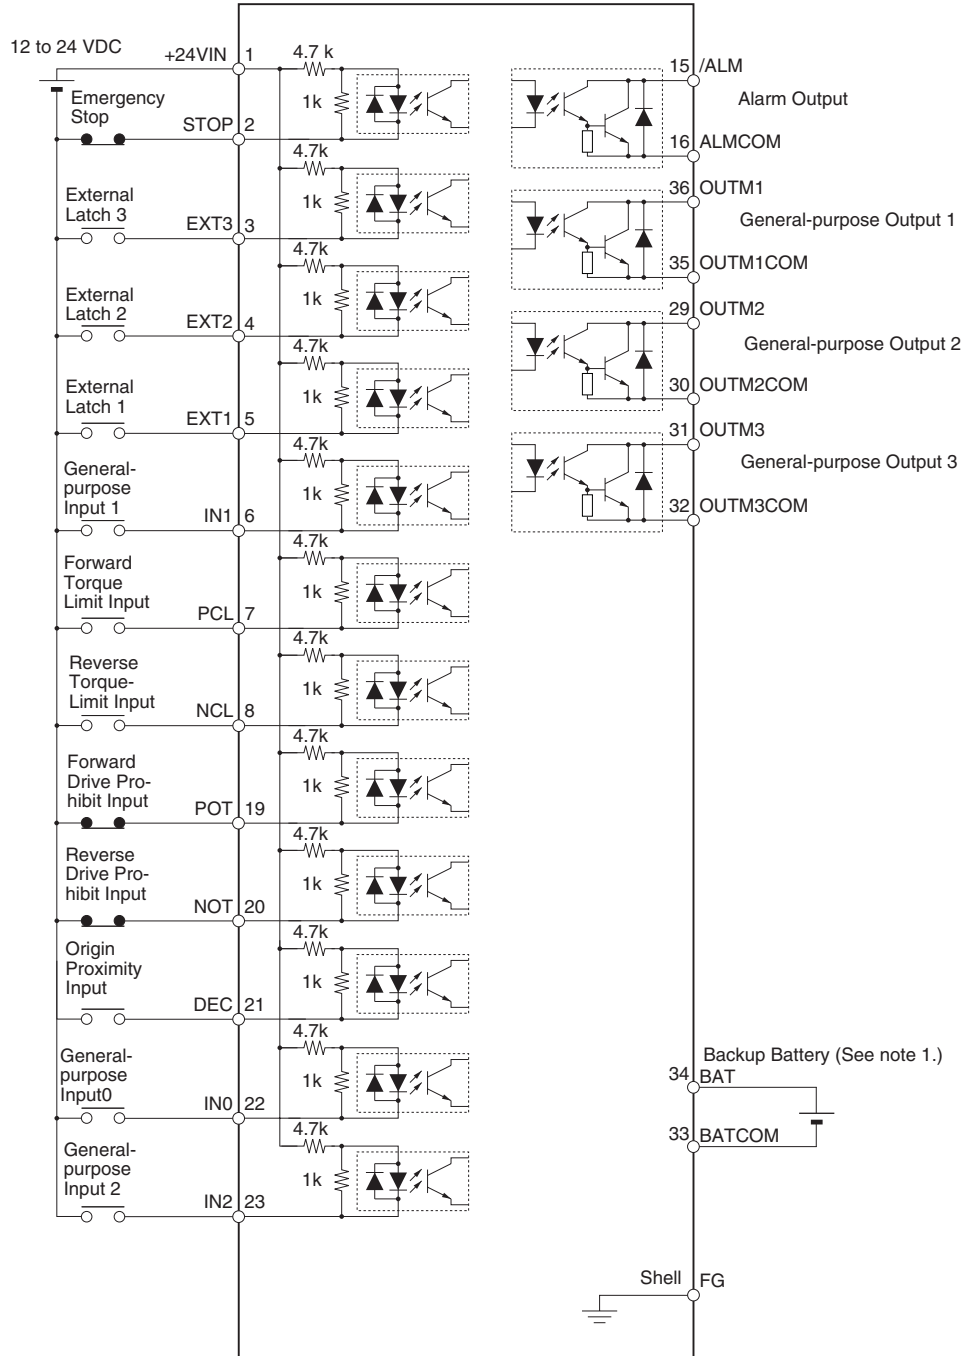 12 to 24 VDC
+24VIN 1
4.7 k
1k
Emergency
Stop
STOP 2
4.7k
1k
External
Latch 3
EXT3 3
4.7k
1k
External
Latch 2
EXT2 4
4.7k
1k
External
Latch 1
EXT1 5
4.7k
1k
General-
purpose
Input 1
IN1 6
4.7k
1k
Forward
Torque
Limit Input
PCL 7
4.7k
1k
Reverse
Torque-
Limit Input
NCL 8
4.7k
1k
Forward
Drive Pro-
hibit Input
POT 19
4.7k
1k
Reverse
Drive Pro-
hibit Input
NOT 20
4.7k
1k
Origin
Proximity
Input
DEC 21
4.7k
1k
General-
purpose
Input0
IN0 22
4.7k
1k
General-
purpose
Input 2
IN2 23
15 /ALM
Alarm Output
16 ALMCOM
36 OUTM1
General-purpose Output 1
35 OUTM1COM
29 OUTM2
General-purpose Output 2
30 OUTM2COM
31 OUTM3
General-purpose Output 3
32 OUTM3COM
Backup Battery (See note 1.)
34 BAT
33 BATCOM
Shell FG